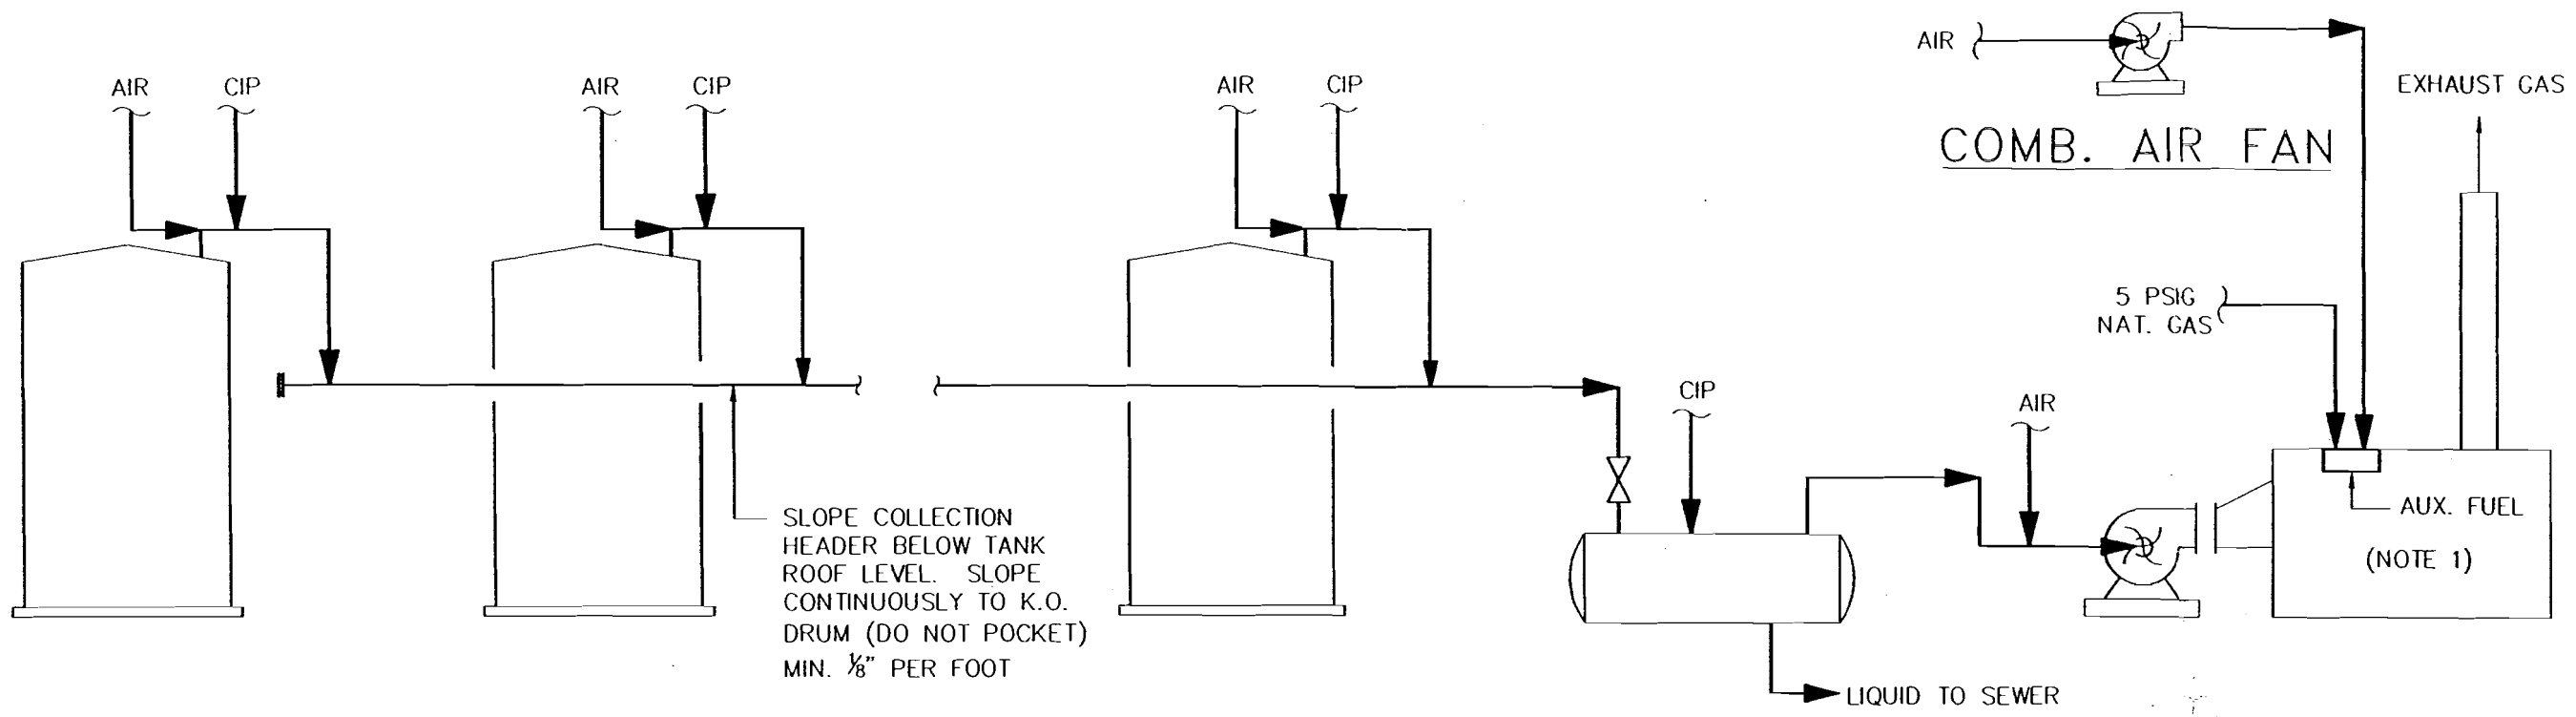 AIR
COMB. AIR FAN
EXHAUST GAS
AIR
CIP
AIR
CIP
AIR
CIP
5 PSIG
NAT. GAS
CIP
AIR
SLOPE COLLECTION
HEADER BELOW TANK
ROOF LEVEL. SLOPE
CONTINUOUSLY TO K.O.
DRUM (DO NOT POCKET)
MIN. ⅛" PER FOOT
AUX. FUEL
(NOTE 1)
LIQUID TO SEWER